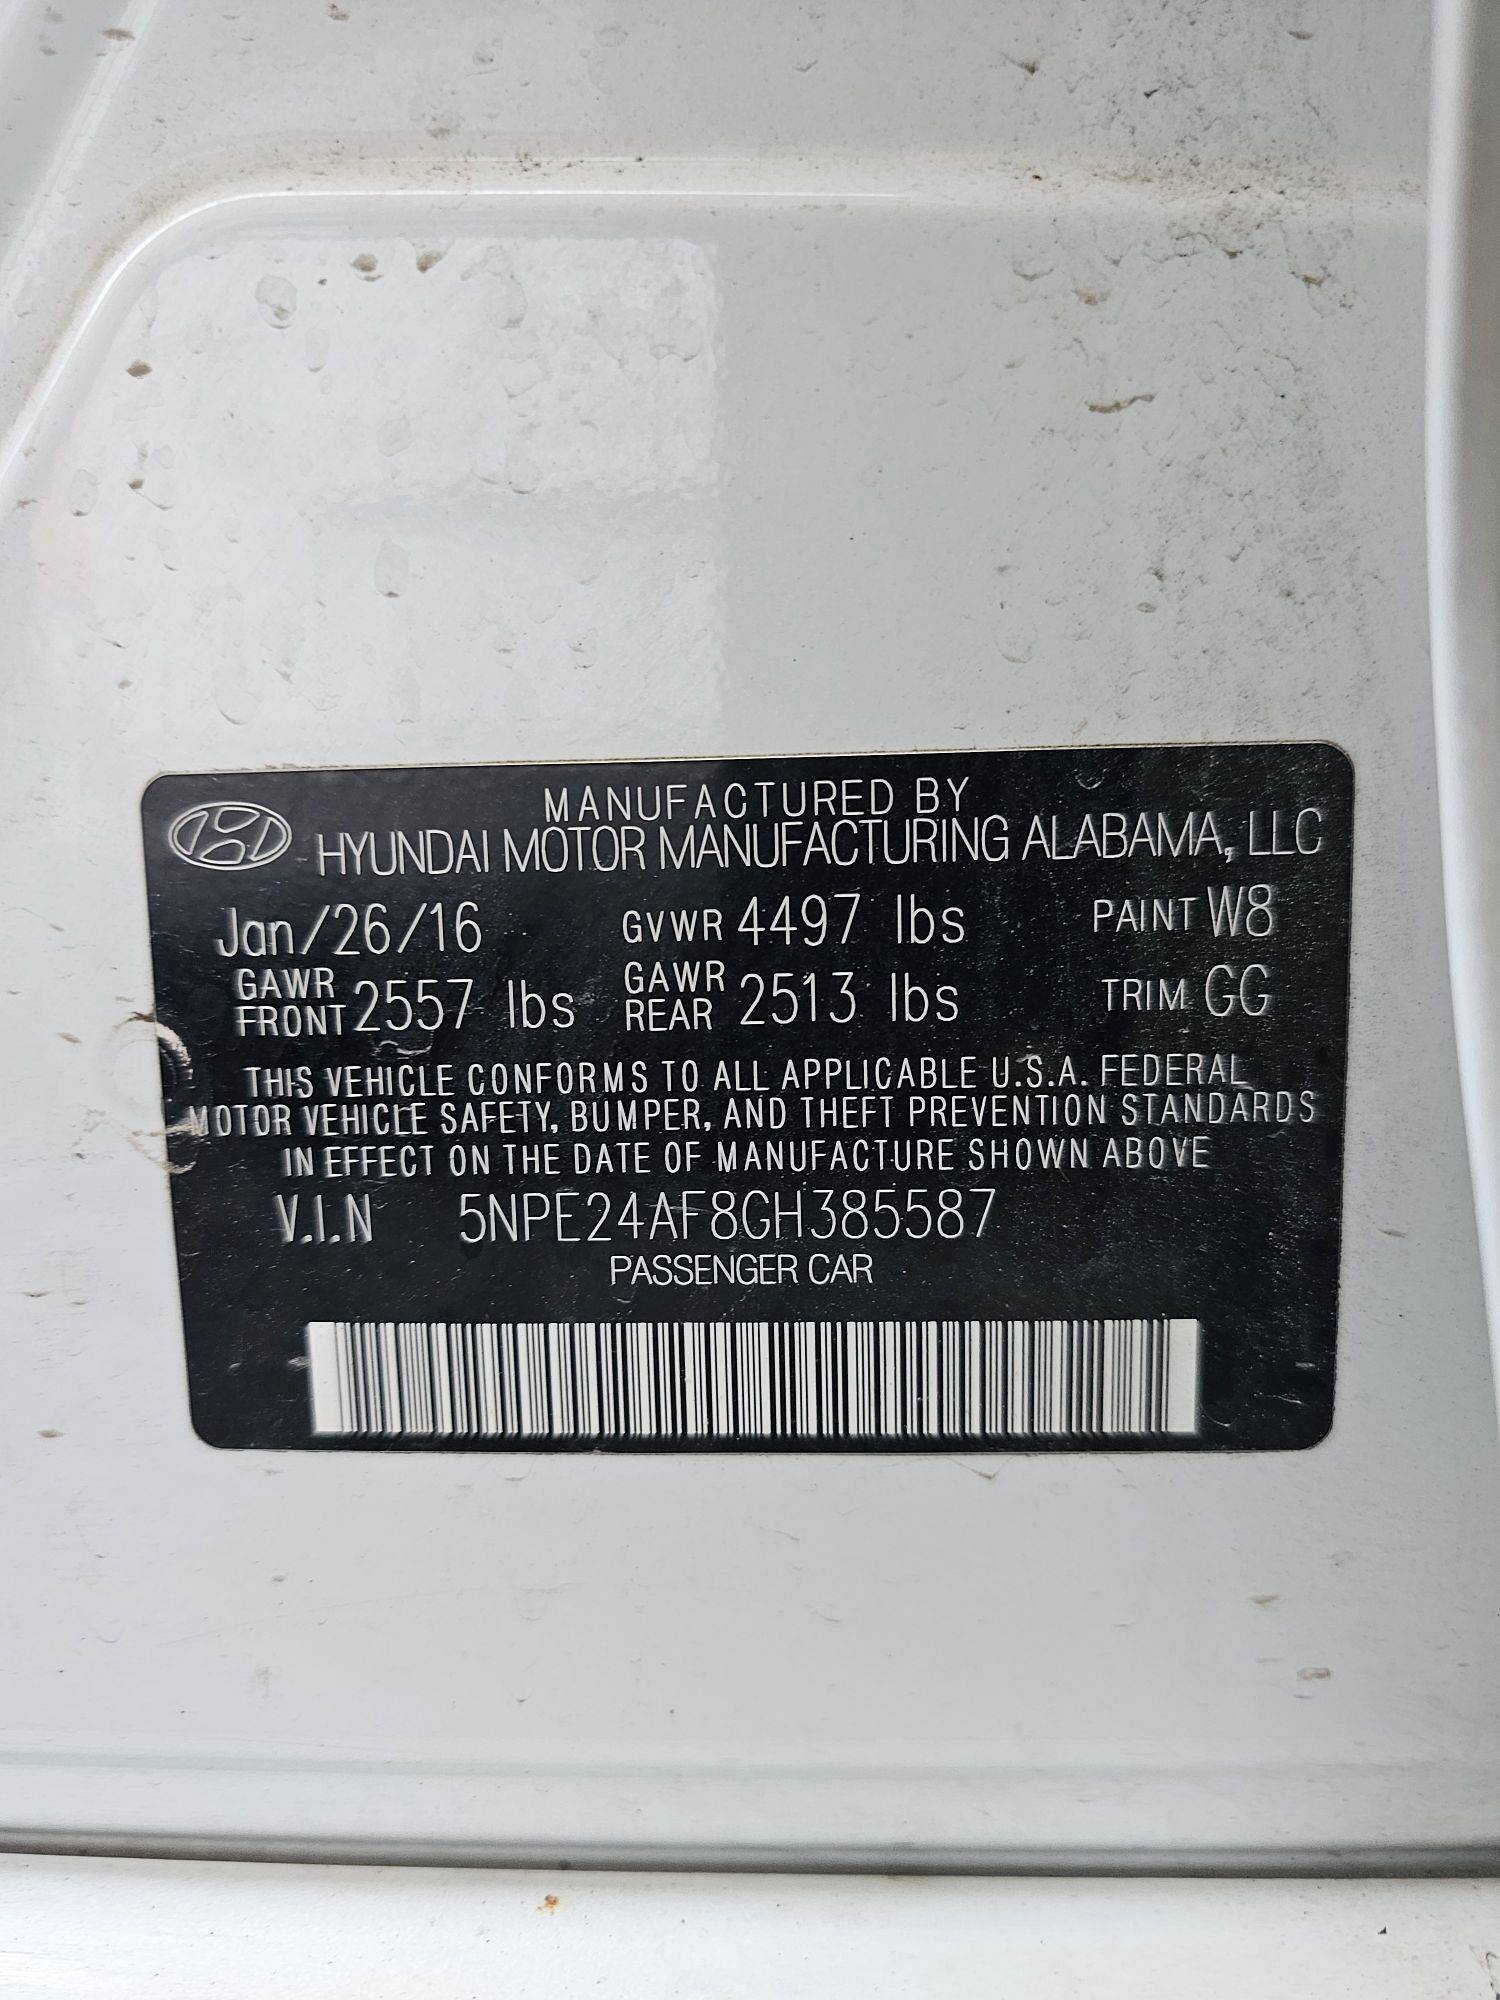 MANUFACTURED BY
HYUNDAI MOTOR MANUFACTURING ALABAMA, LLC
Jan/26/16 GVWR 4497 lbs PAINT W8
GAWR FRONT 2557 lbs GAWR REAR 2513 lbs TRIM GG
THIS VEHICLE CONFORMS TO ALL APPLICABLE U.S.A. FEDERAL
MOTOR VEHICLE SAFETY, BUMPER, AND THEFT PREVENTION STANDARDS
IN EFFECT ON THE DATE OF MANUFACTURE SHOWN ABOVE
V.I.N 5NPE24AF8GH385587
PASSENGER CAR